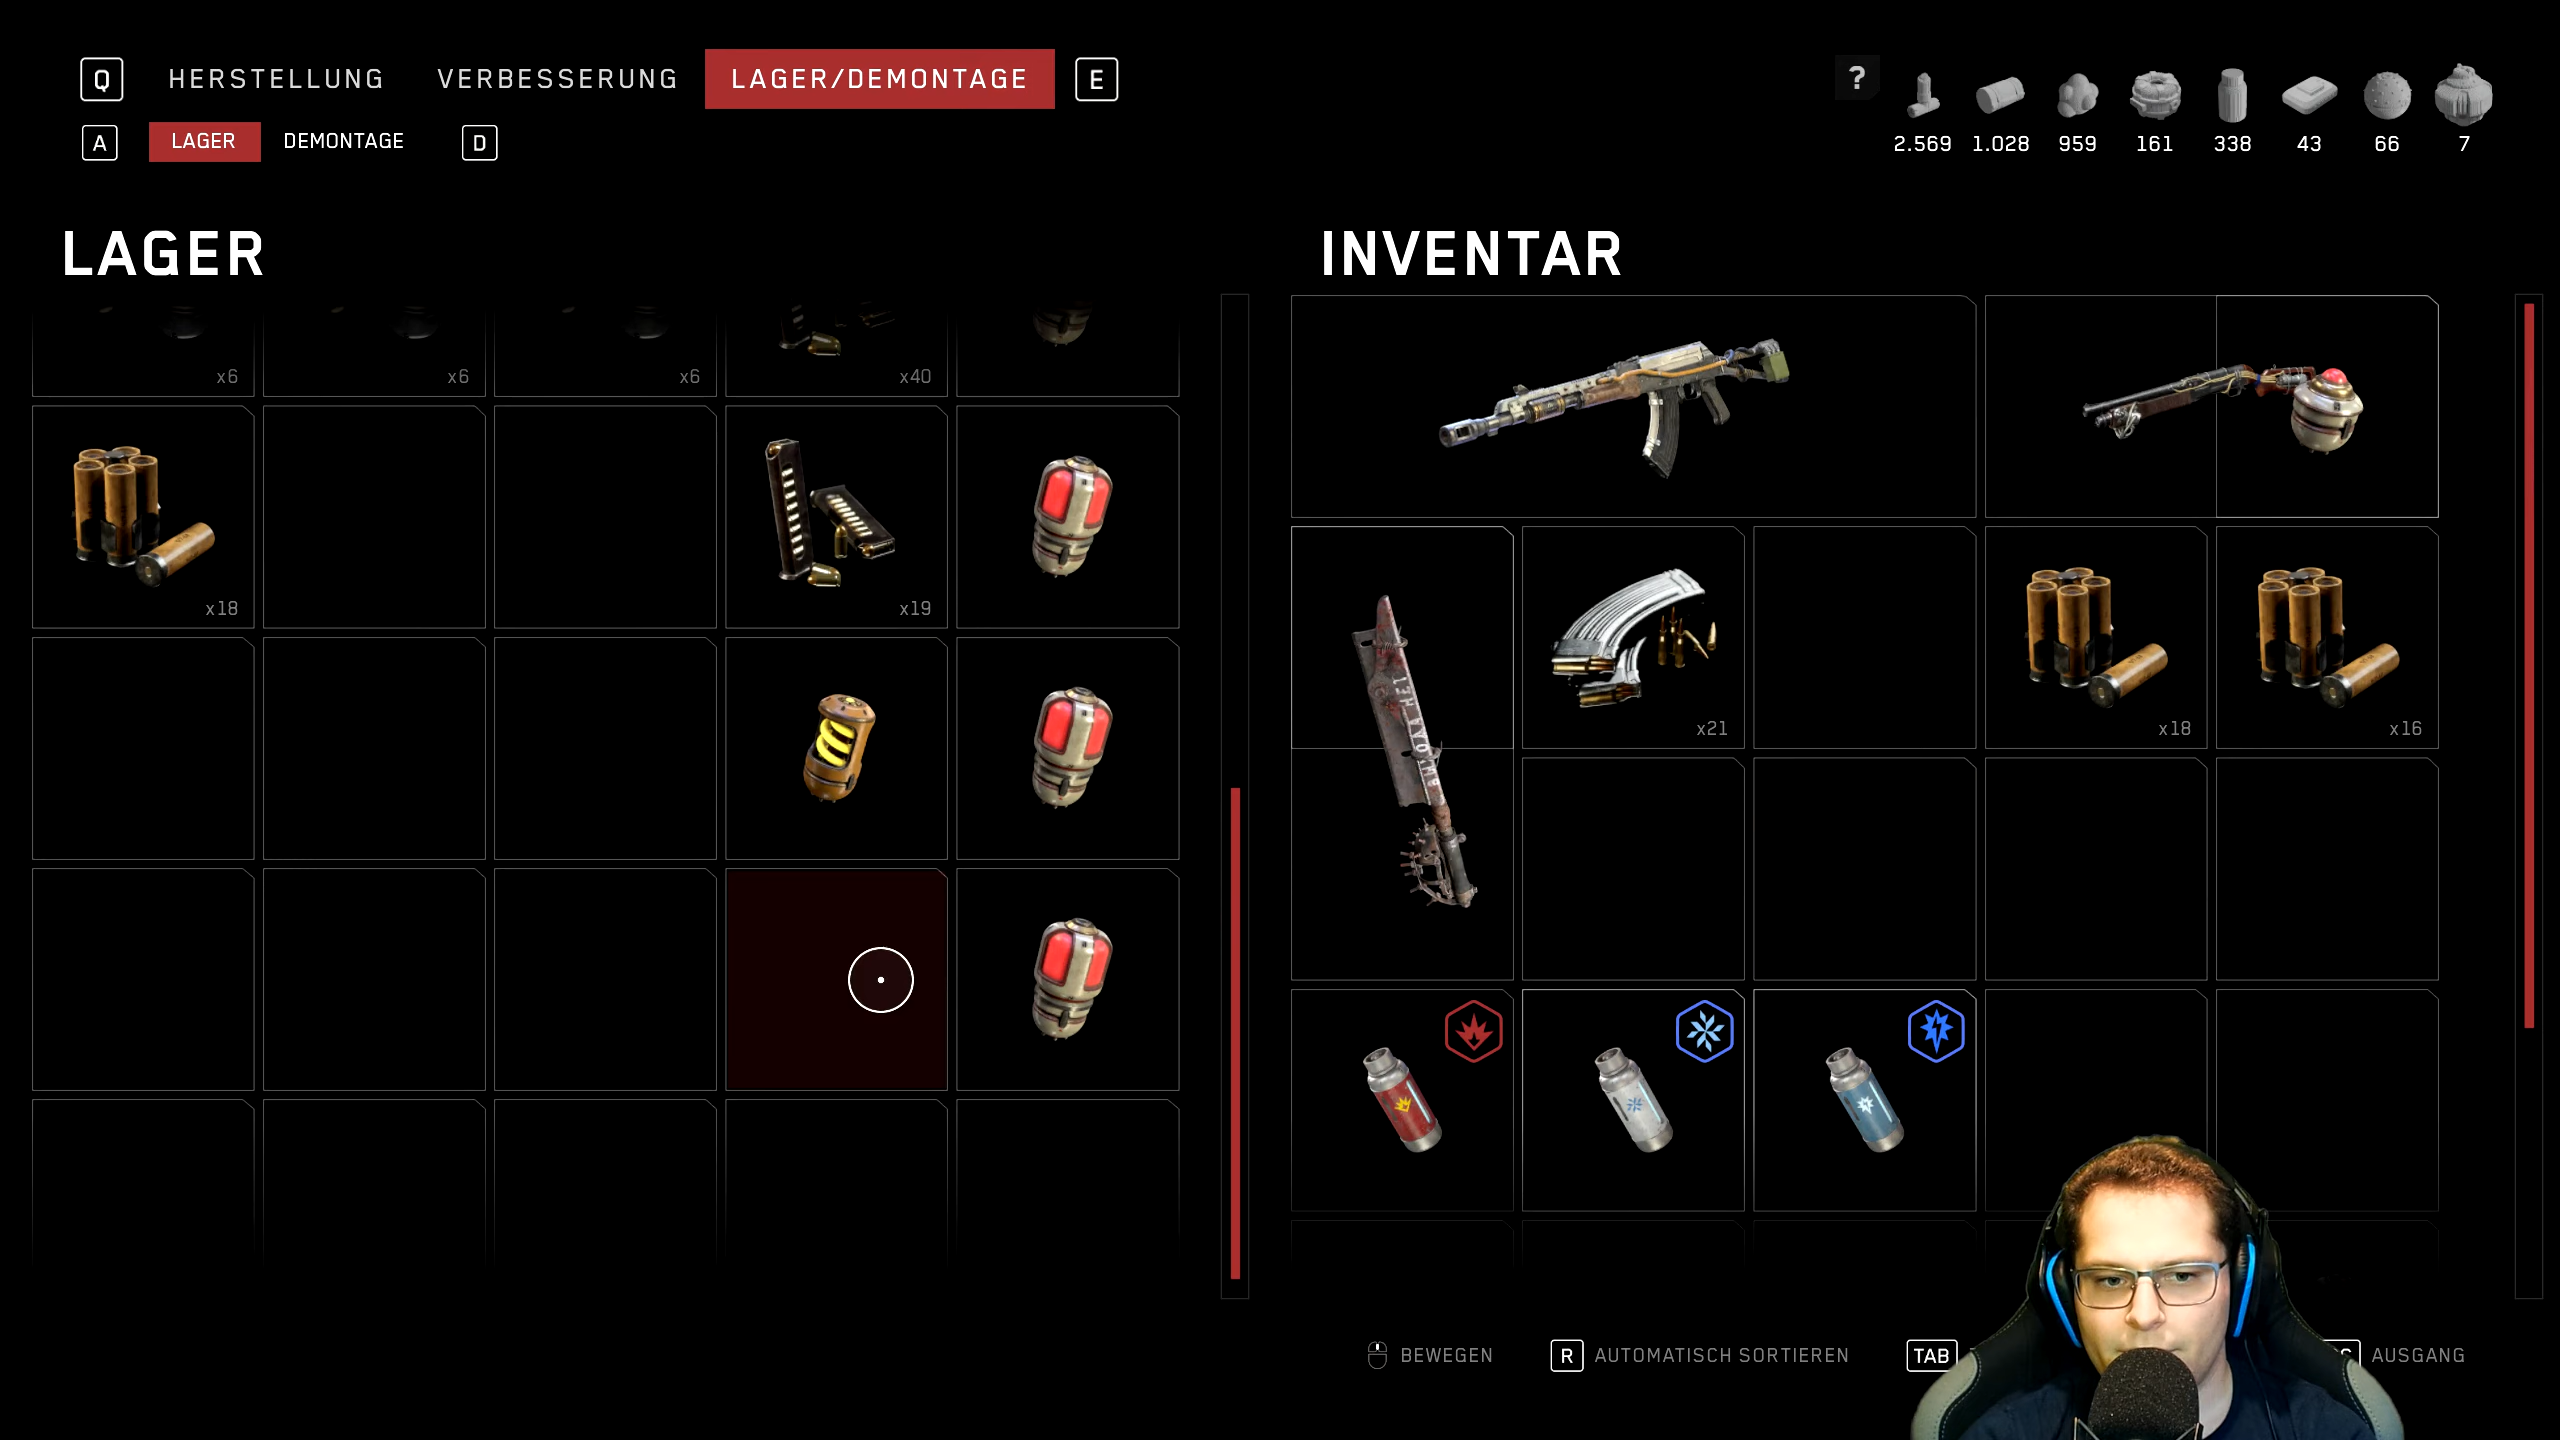 Q HERSTELLUNG VERBESSERUNG LAGER/DEMONTAGE E
?
A LAGER DEMONTAGE D
2.569 1.028 959 161 338 43 66 7
LAGER
INVENTAR
x6 x6 x6 x40
x18 x19
x21 x18 x16
BEWEGEN R AUTOMATISCH SORTIEREN TAB AUSGANG